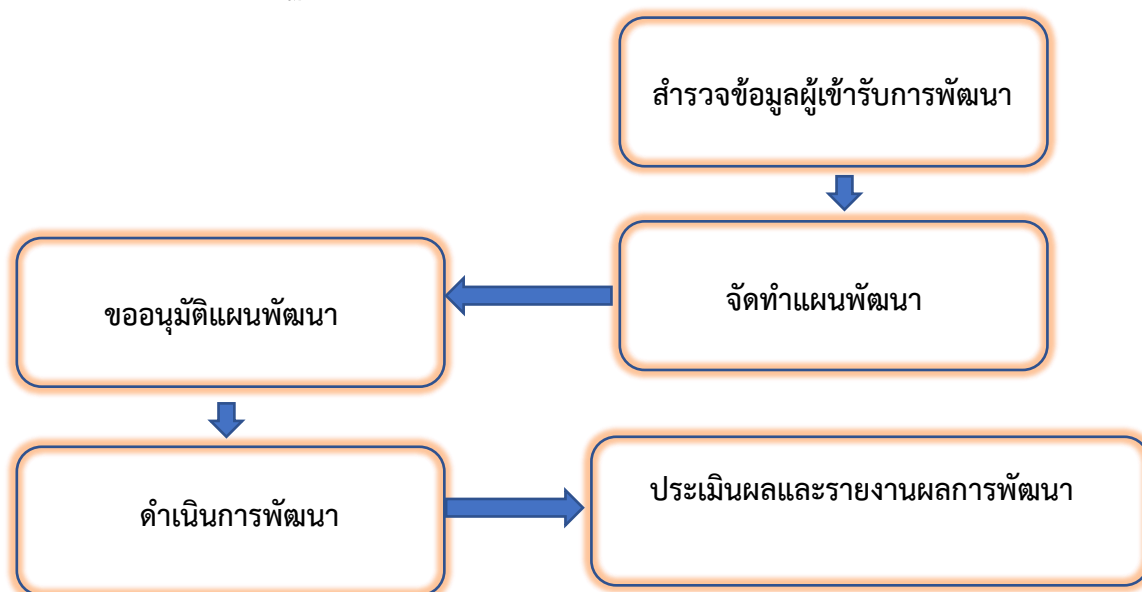 สำรวจข้อมูลผู้เข้ารับการพัฒนา
จัดทำแผนพัฒนา
ขออนุมัติแผนพัฒนา
ดำเนินการพัฒนา
ประเมินผลและรายงานผลการพัฒนา